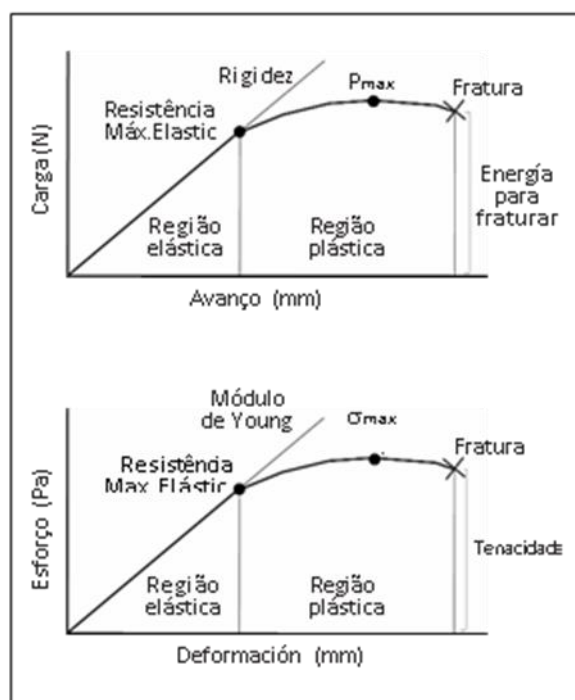 Rigidez
Pmax
Fratura
Resistência
Máx.Elastic
Carga (N)
Energía
para
fraturar
Região
elástica
Região
plástica
Avanço (mm)
Módulo
de Young
σmax
Fratura
Resistência
Max Elástic
Esforço (Pa)
Tenacidade
Região
elástica
Região
plástica
Deformación (mm)